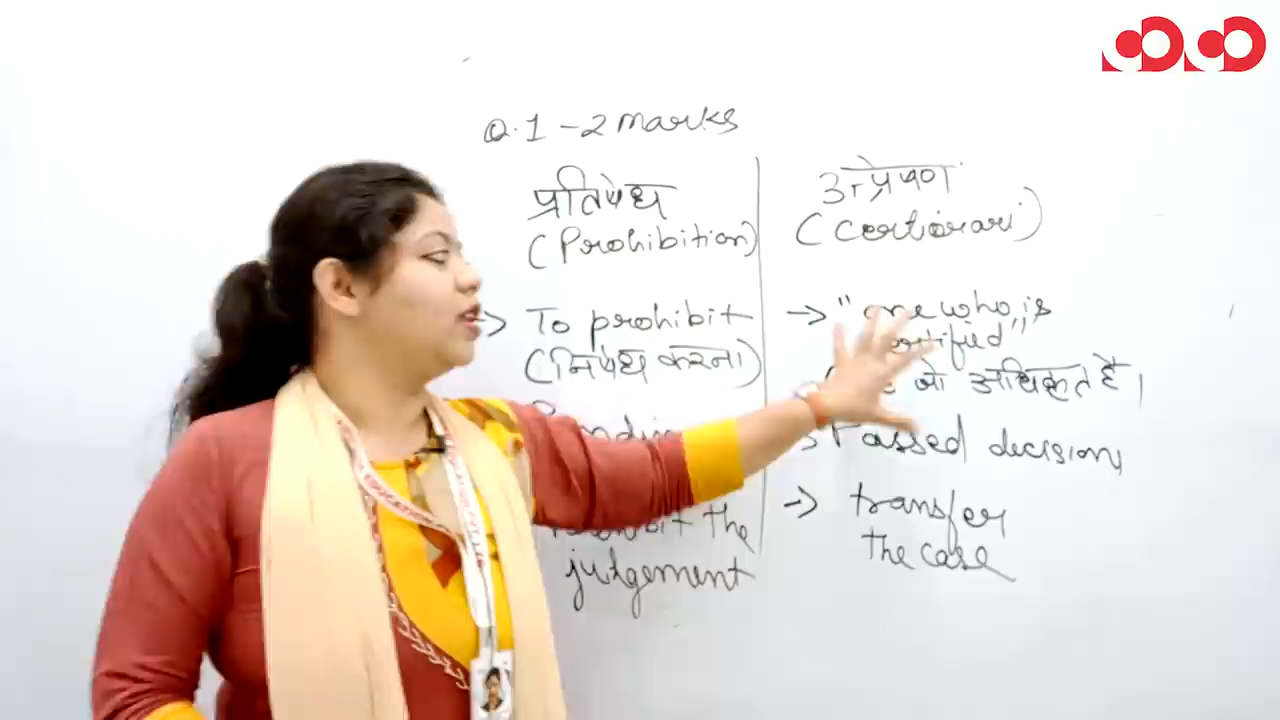 Q.1 - 2 marks
प्रतिषेध
(Prohibition)
→ To prohibit
(निषेध करना)
the
judgement
उत्प्रेषण
(certiorari)
→ "one who is
certified"
जो अधिकृत है।
Passed decision
→ transfer
the case